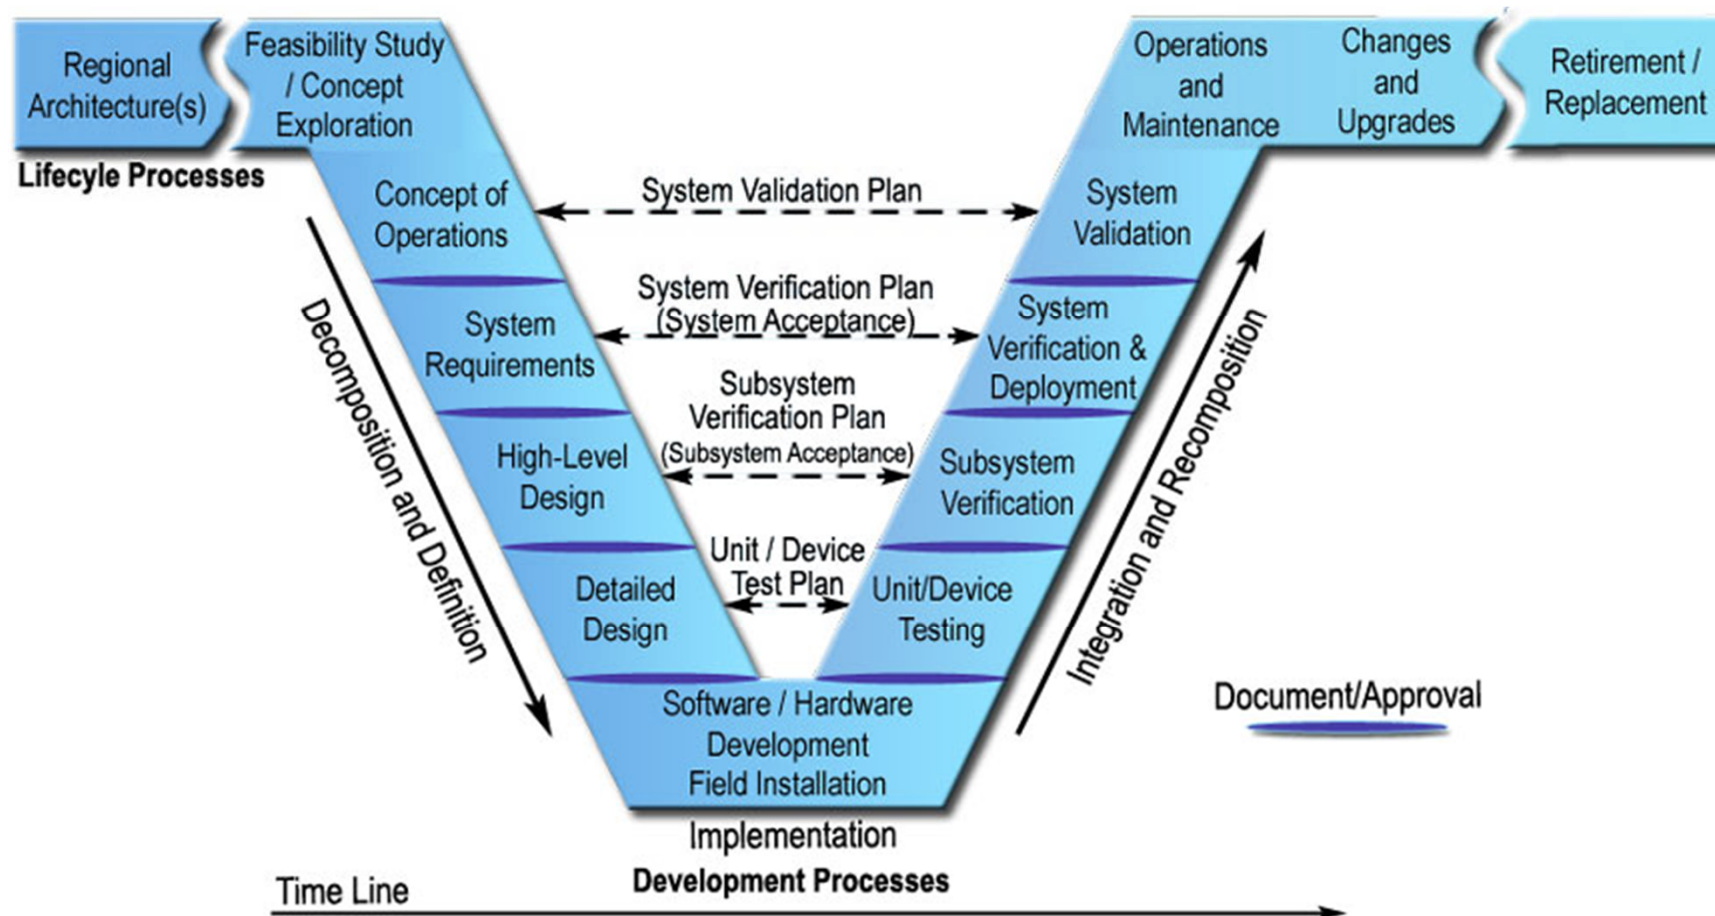 Regional
Architecture(s)
Feasibility Study
/ Concept
Exploration
Operations
and
Maintenance
Changes
and
Upgrades
Retirement /
Replacement
Lifecyle Processes
Concept of
Operations
System Validation Plan
System
Validation
System
Requirements
System Verification Plan
(System Acceptance)
System
Verification &
Deployment
High-Level
Design
Subsystem
Verification Plan
(Subsystem Acceptance)
Subsystem
Verification
Detailed
Design
Unit / Device
Test Plan
Unit/Device
Testing
Decomposition and Definition
Integration and Recomposition
Software / Hardware
Development
Field Installation
Document/Approval
Implementation
Development Processes
Time Line